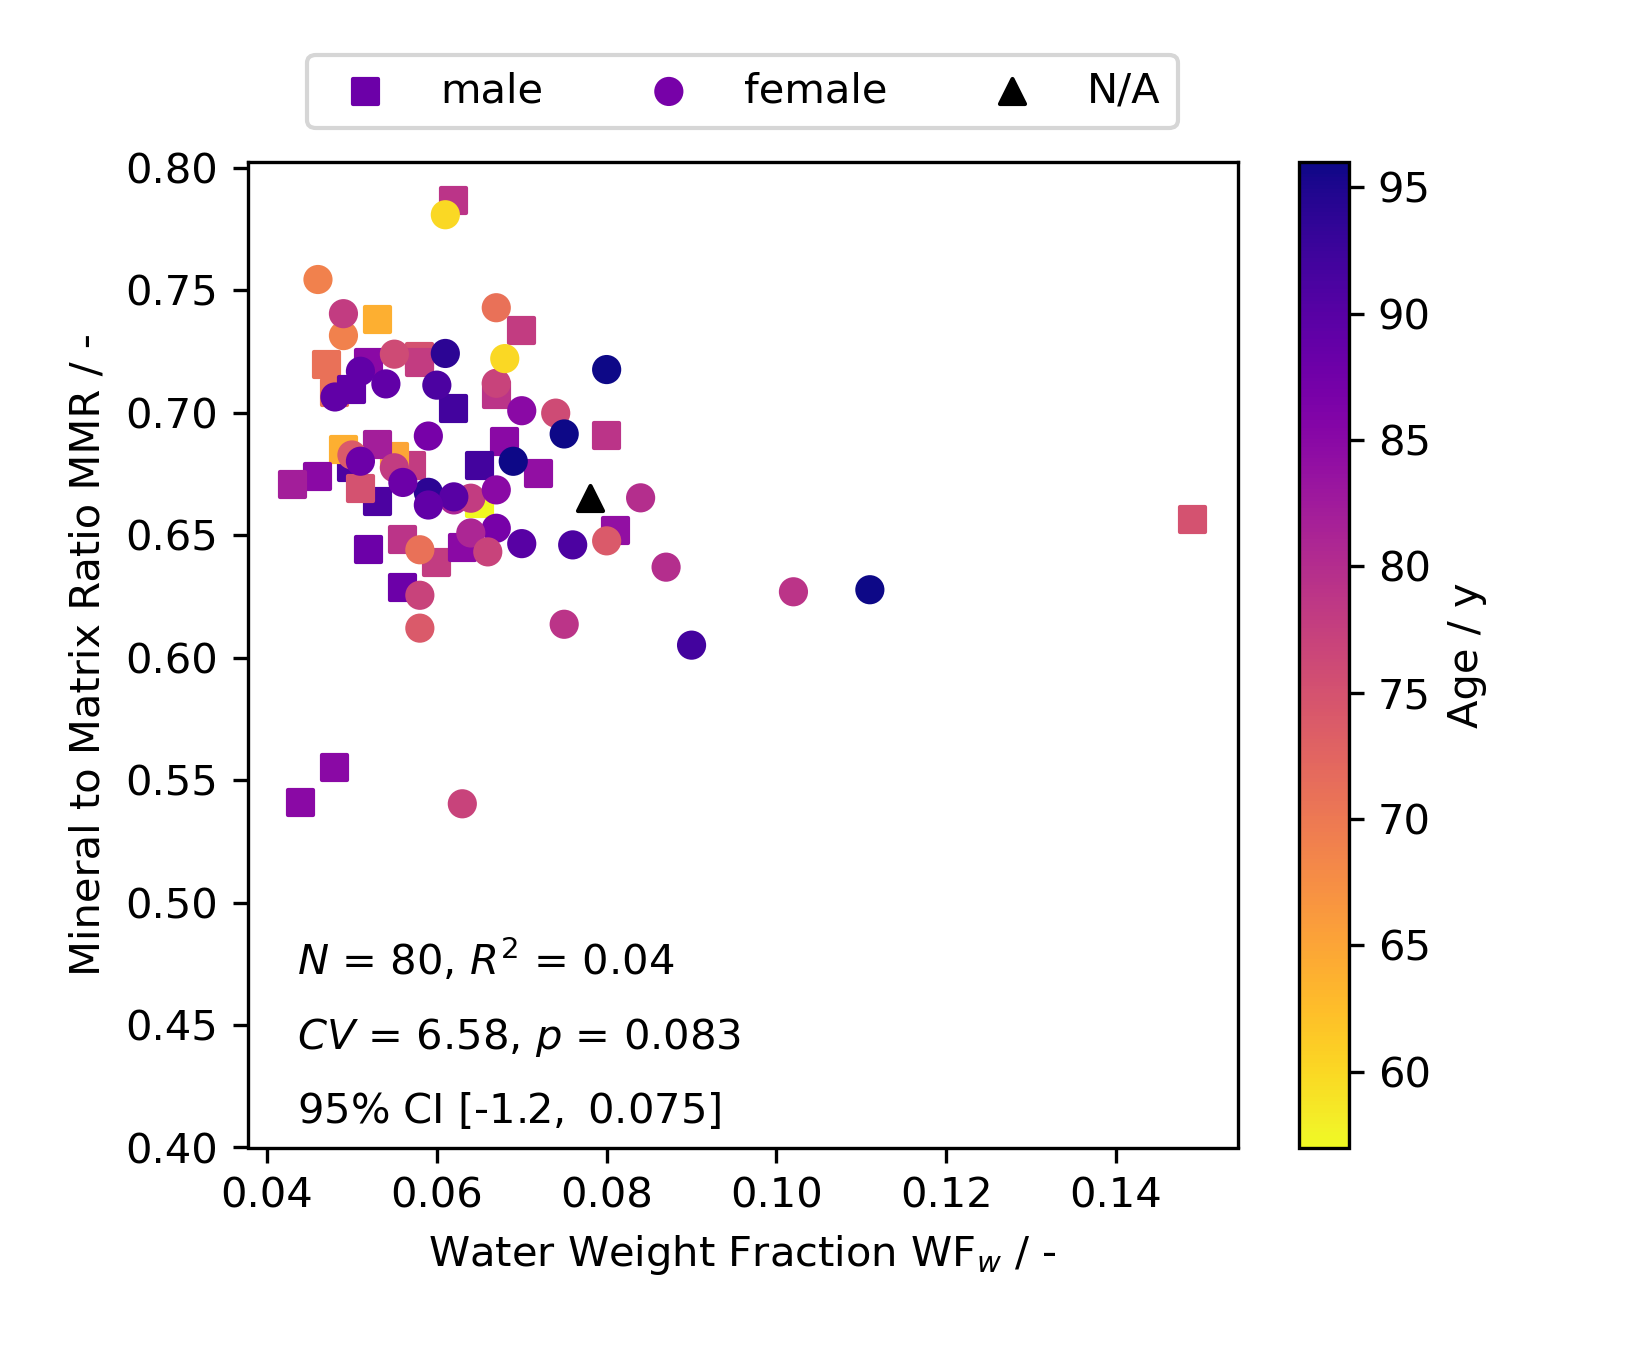 male female N/A
0.80
0.75
0.70
0.65
0.60
0.55
0.50
0.45
0.40
Mineral to Matrix Ratio MMR / -
N = 80, R² = 0.04
CV = 6.58, p = 0.083
95% CI [-1.2, 0.075]
0.04 0.06 0.08 0.10 0.12 0.14
Water Weight Fraction WF_w / -
95
90
85
80
75
70
65
60
Age / y